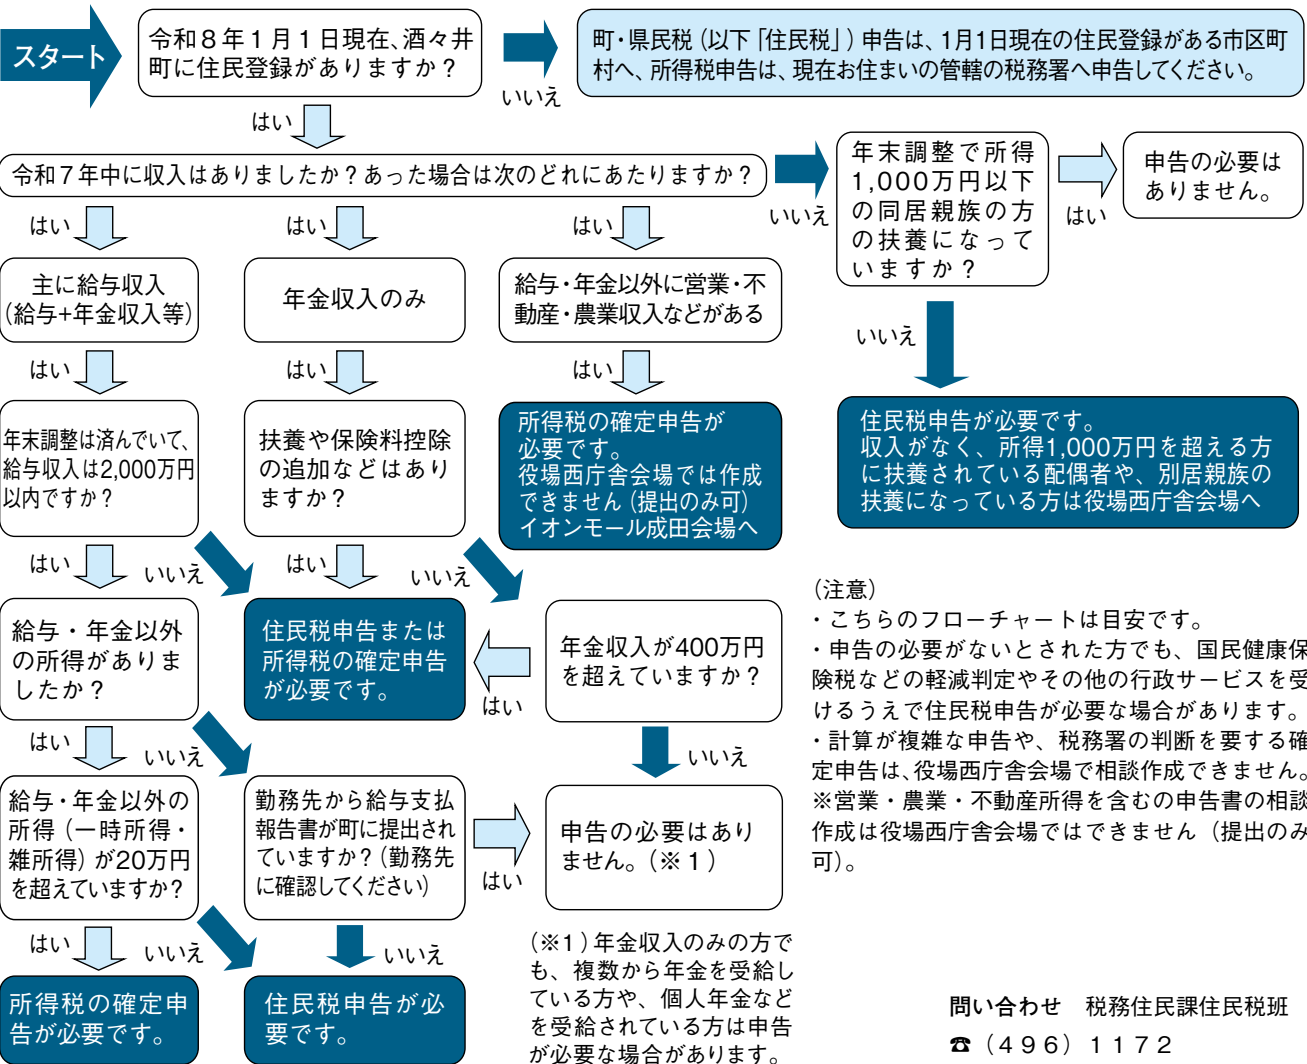 スタート
令和8年1月1日現在、酒々井
町に住民登録がありますか？
いいえ
町・県民税（以下「住民税」）申告は、1月1日現在の住民登録がある市区町
村へ、所得税申告は、現在お住まいの管轄の税務署へ申告してください。
はい
令和7年中に収入はありましたか？あった場合は次のどれにあたりますか？
いいえ
年末調整で所得
1,000万円以下
の同居親族の方
の扶養になって
いますか？
はい
申告の必要は
ありません。
いいえ
住民税申告が必要です。
収入がなく、所得1,000万円を超える方
に扶養されている配偶者や、別居親族の
扶養になっている方は役場西庁舎会場へ
はい
はい
はい
主に給与収入
（給与+年金収入等）
年金収入のみ
給与・年金以外に営業・不
動産・農業収入などがある
はい
はい
はい
年末調整は済んでいて、
給与収入は2,000万円
以内ですか？
扶養や保険料控除
の追加などはあり
ますか？
所得税の確定申告が
必要です。
役場西庁舎会場では作成
できません（提出のみ可）
イオンモール成田会場へ
はい
いいえ
はい
いいえ
給与・年金以外
の所得がありま
したか？
住民税申告または
所得税の確定申告
が必要です。
はい
年金収入が400万円
を超えていますか？
はい
いいえ
いいえ
給与・年金以外の
所得（一時所得・
雑所得）が20万円
を超えていますか？
勤務先から給与支払
報告書が町に提出され
ていますか？（勤務先
に確認してください）
はい
申告の必要はあり
ません。（※1）
はい
いいえ
いいえ
所得税の確定申
告が必要です。
住民税申告が必
要です。
（※1）年金収入のみの方で
も、複数から年金を受給し
ている方や、個人年金など
を受給されている方は申告
が必要な場合があります。
（注意）
・こちらのフローチャートは目安です。
・申告の必要がないとされた方でも、国民健康保
険税などの軽減判定やその他の行政サービスを受
けるうえで住民税申告が必要な場合があります。
・計算が複雑な申告や、税務署の判断を要する確
定申告は、役場西庁舎会場で相談作成できません。
※営業・農業・不動産所得を含むの申告書の相談
作成は役場西庁舎会場ではできません（提出のみ
可）。
問い合わせ　税務住民課住民税班
☎（496）1172